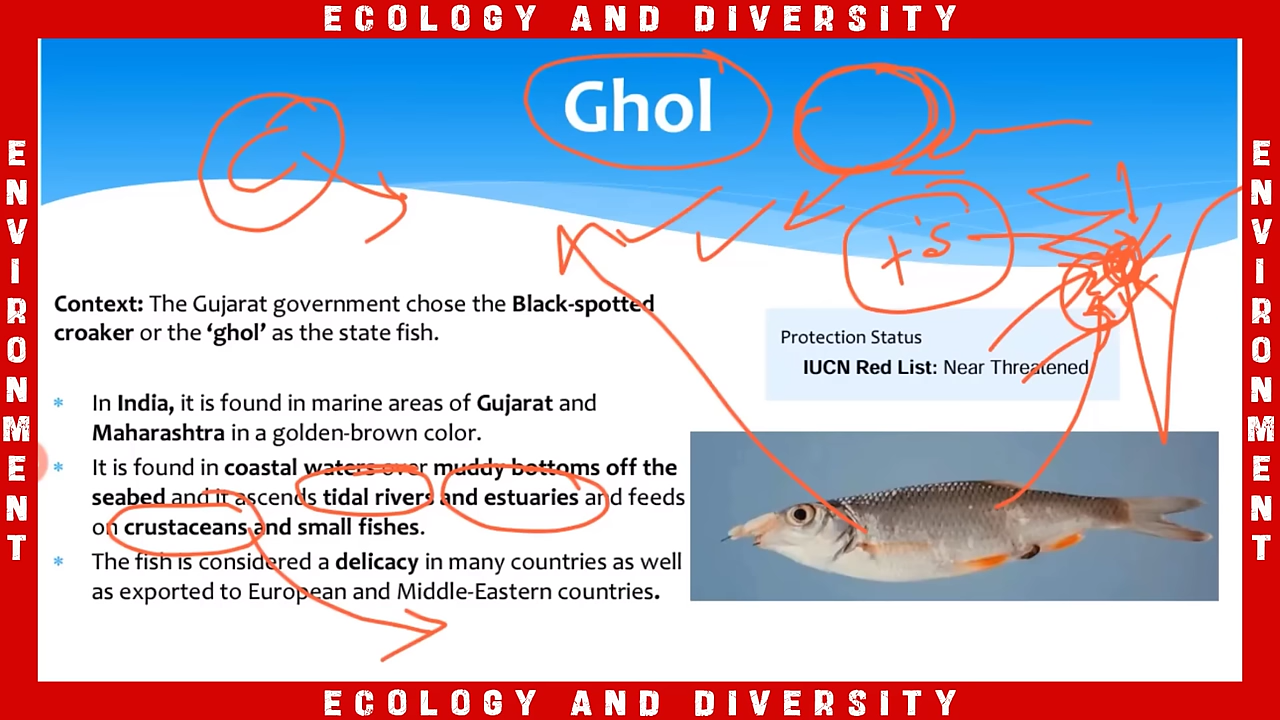 ECOLOGY AND DIVERSITY
Ghol
+'s
Context: The Gujarat government chose the Black-spotted
croaker or the ‘ghol’ as the state fish.
Protection Status
IUCN Red List: Near Threatened
* In India, it is found in marine areas of Gujarat and
Maharashtra in a golden-brown color.
* It is found in coastal waters over muddy bottoms off the
seabed and it ascends tidal rivers and estuaries and feeds
on crustaceans and small fishes.
* The fish is considered a delicacy in many countries as well
as exported to European and Middle-Eastern countries.
ENVIRONMENT
ENVIRONMENT
ECOLOGY AND DIVERSITY